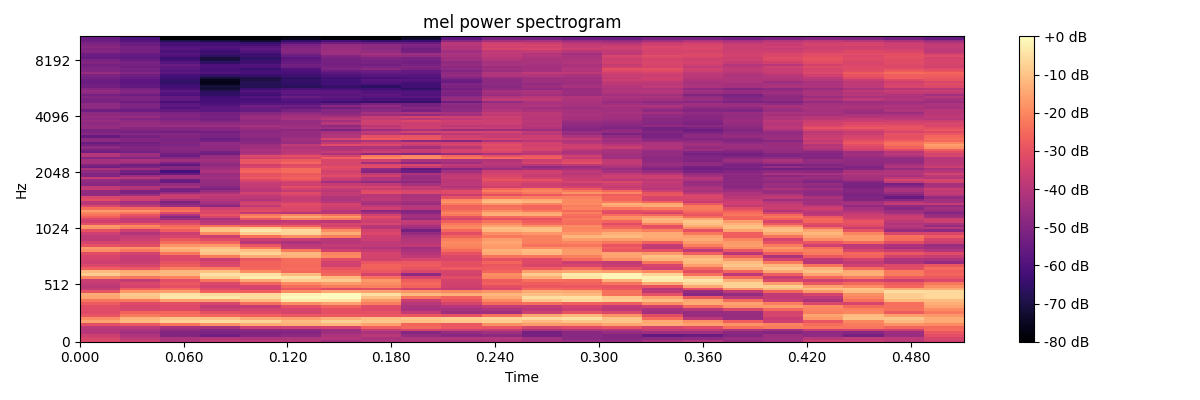 mel power spectrogram
Hz
8192
4096
2048
1024
512
0
0.000 0.060 0.120 0.180 0.240 0.300 0.360 0.420 0.480
Time
+0 dB
-10 dB
-20 dB
-30 dB
-40 dB
-50 dB
-60 dB
-70 dB
-80 dB